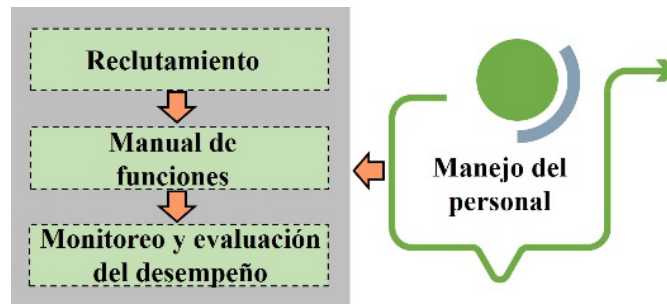 Reclutamiento
Manual de
funciones
Monitoreo y evaluación
del desempeño
Manejo del
personal